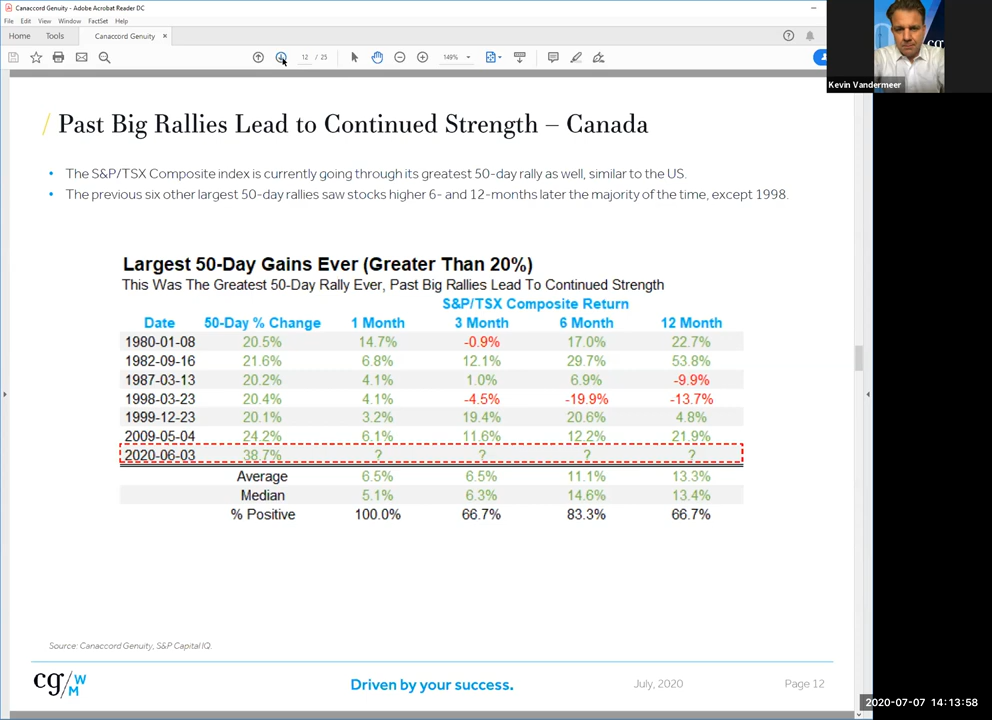 Canaccord Genuity - Adobe Acrobat Reader DC
File Edit View Window FactSet Help
Home Tools Canaccord Genuity ×
12 / 25 149%
Kevin Vandermeer
/ Past Big Rallies Lead to Continued Strength – Canada
• The S&P/TSX Composite index is currently going through its greatest 50-day rally as well, similar to the US.
• The previous six other largest 50-day rallies saw stocks higher 6- and 12-months later the majority of the time, except 1998.
Largest 50-Day Gains Ever (Greater Than 20%)
This Was The Greatest 50-Day Rally Ever, Past Big Rallies Lead To Continued Strength
S&P/TSX Composite Return
Date 50-Day % Change 1 Month 3 Month 6 Month 12 Month
1980-01-08 20.5% 14.7% -0.9% 17.0% 22.7%
1982-09-16 21.6% 6.8% 12.1% 29.7% 53.8%
1987-03-13 20.2% 4.1% 1.0% 6.9% -9.9%
1998-03-23 20.4% 4.1% -4.5% -19.9% -13.7%
1999-12-23 20.1% 3.2% 19.4% 20.6% 4.8%
2009-05-04 24.2% 6.1% 11.6% 12.2% 21.9%
2020-06-03 38.7% ? ? ? ?
Average 6.5% 6.5% 11.1% 13.3%
Median 5.1% 6.3% 14.6% 13.4%
% Positive 100.0% 66.7% 83.3% 66.7%
Source: Canaccord Genuity, S&P Capital IQ.
cg/WM Driven by your success. July, 2020 Page 12
2020-07-07 14:13:58